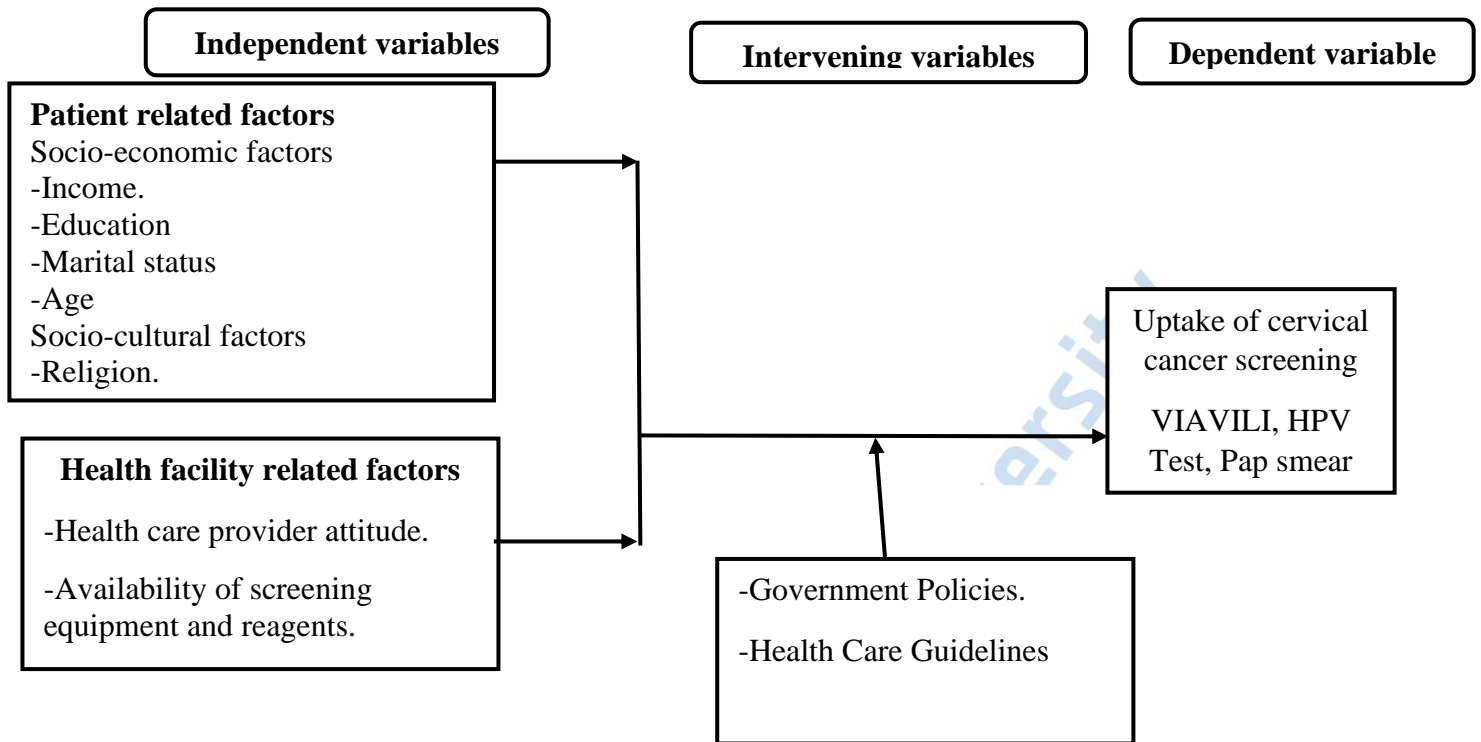 Independent variables
Intervening variables
Dependent variable
Patient related factors
Socio-economic factors
-Income.
-Education
-Marital status
-Age
Socio-cultural factors
-Religion.
Health facility related factors
-Health care provider attitude.
-Availability of screening
equipment and reagents.
-Government Policies.
-Health Care Guidelines
Uptake of cervical
cancer screening
VIAVILI, HPV
Test, Pap smear